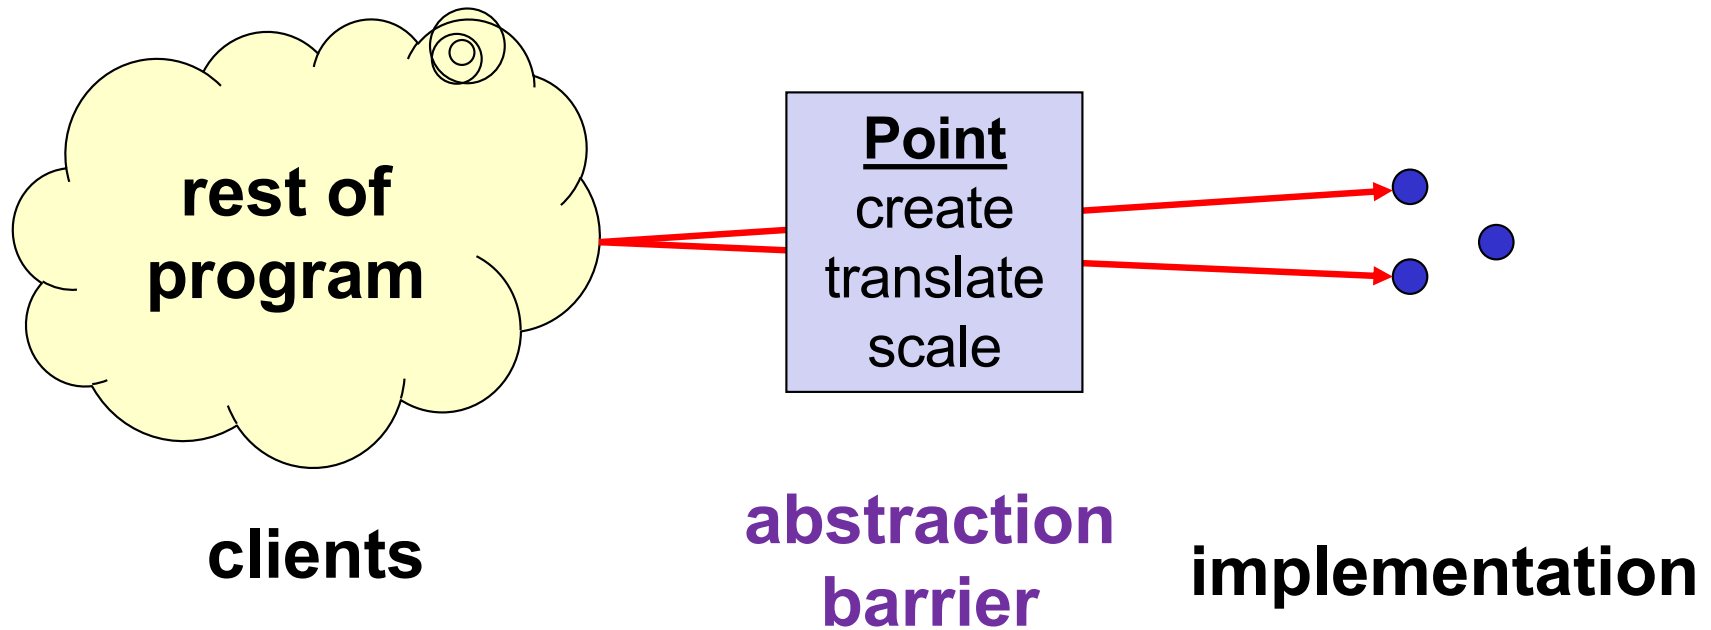 rest of
program
Point
create
translate
scale
clients
abstraction
barrier
implementation